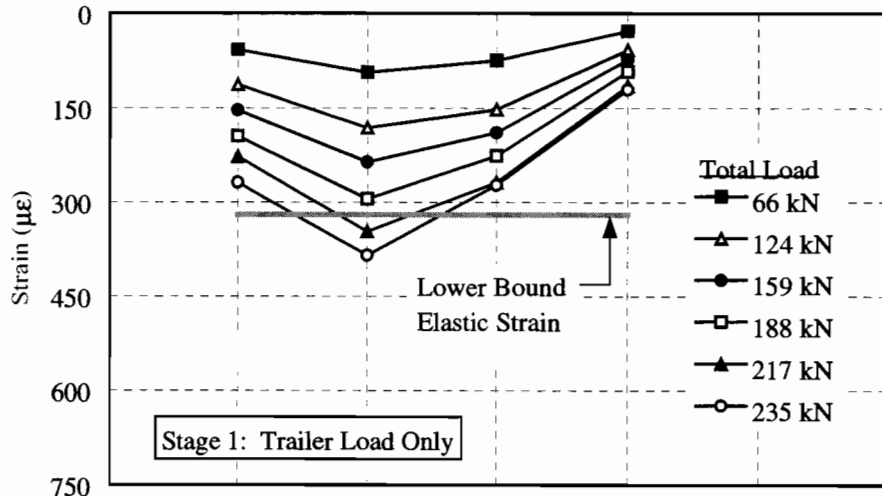 0
150
300
450
600
750
Strain (με)
Total Load
66 kN
124 kN
159 kN
188 kN
217 kN
235 kN
Lower Bound
Elastic Strain
Stage 1: Trailer Load Only